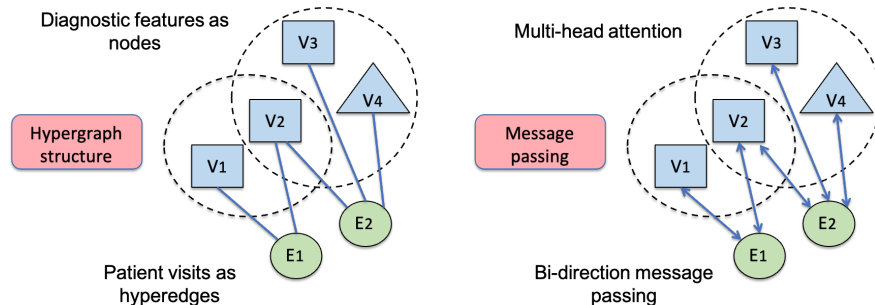 Diagnostic features as
nodes
V3
V4
V2
V1
Hypergraph
structure
E2
E1
Patient visits as
hyperedges
Multi-head attention
V3
V4
V2
V1
Message
passing
E2
E1
Bi-direction message
passing